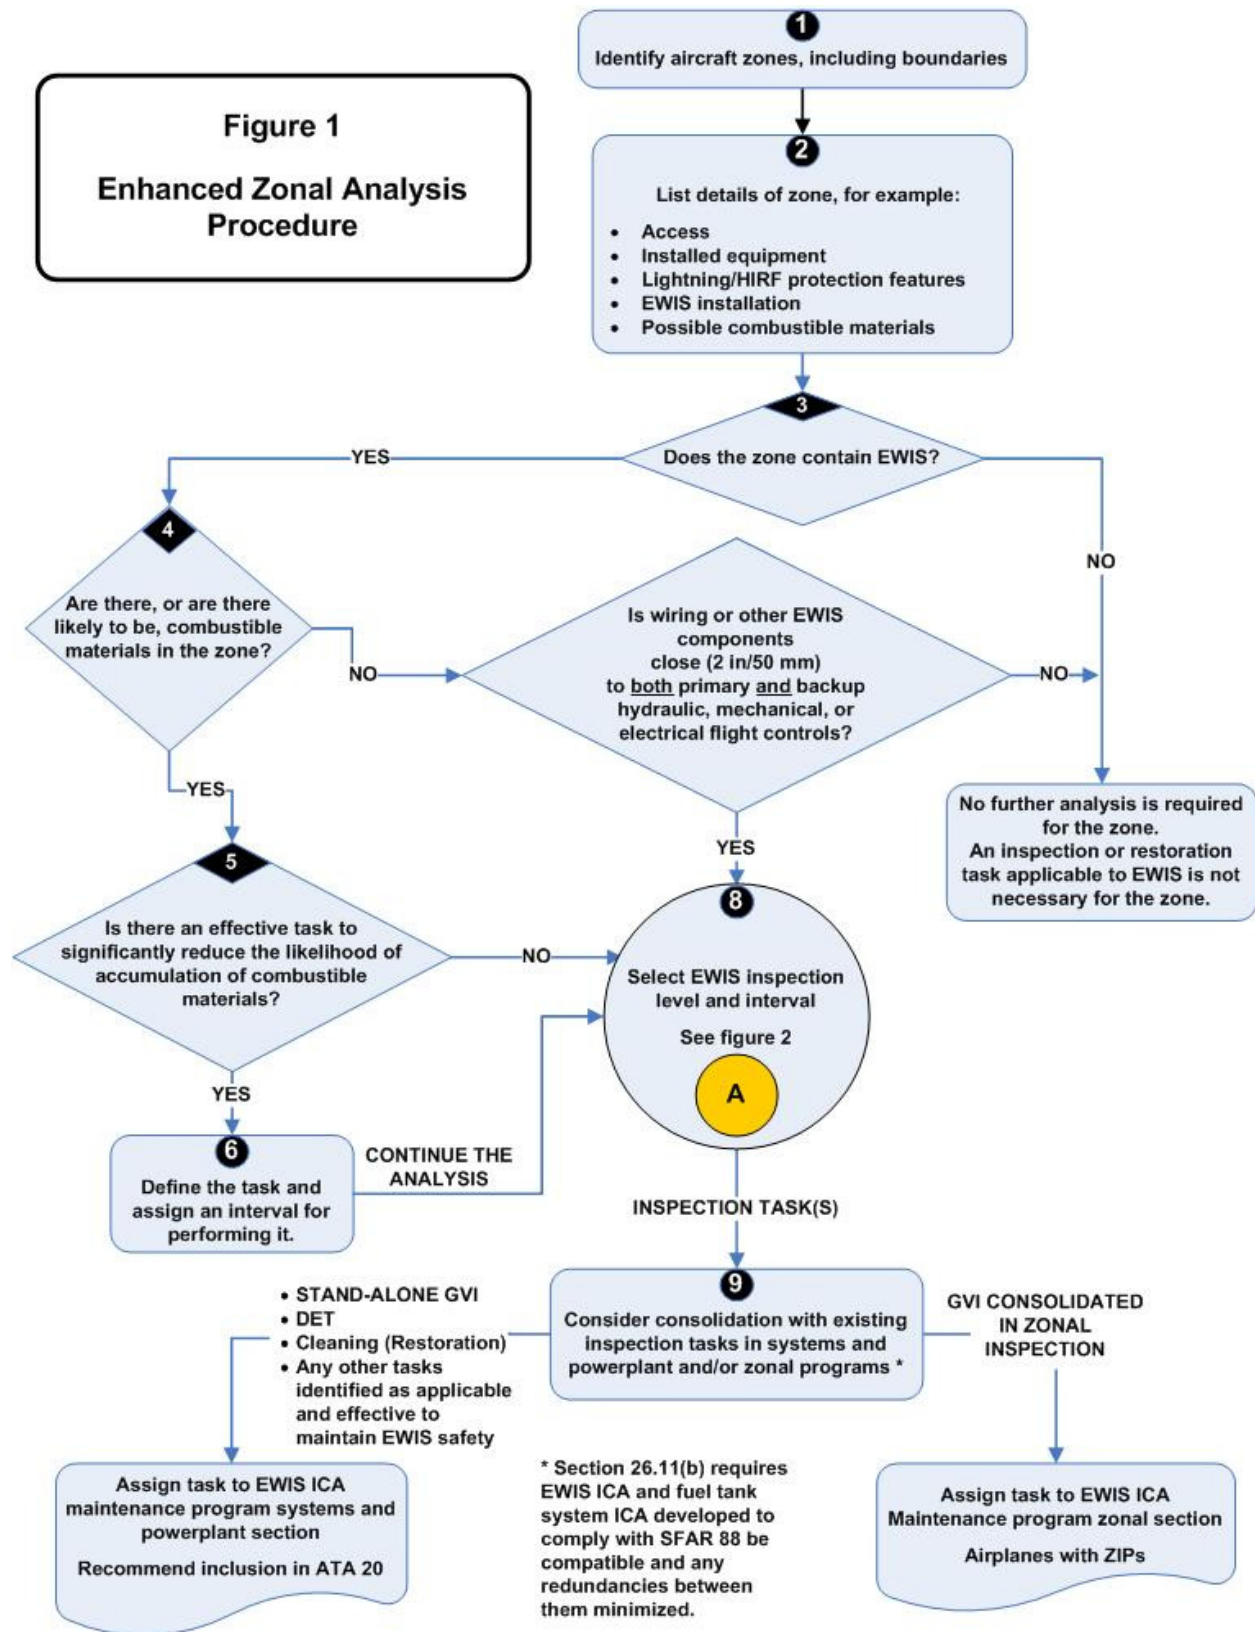 Figure 1
Enhanced Zonal Analysis
Procedure
1
Identify aircraft zones, including boundaries
2
List details of zone, for example:
• Access
• Installed equipment
• Lightning/HIRF protection features
• EWIS installation
• Possible combustible materials
3
Does the zone contain EWIS?
YES
NO
4
Are there, or are there
likely to be, combustible
materials in the zone?
NO
YES
Is wiring or other EWIS
components
close (2 in/50 mm)
to both primary and backup
hydraulic, mechanical, or
electrical flight controls?
NO
YES
No further analysis is required
for the zone.
An inspection or restoration
task applicable to EWIS is not
necessary for the zone.
5
Is there an effective task to
significantly reduce the likelihood of
accumulation of combustible
materials?
NO
YES
6
Define the task and
assign an interval for
performing it.
CONTINUE THE
ANALYSIS
8
Select EWIS inspection
level and interval
See figure 2
A
INSPECTION TASK(S)
9
Consider consolidation with existing
inspection tasks in systems and
powerplant and/or zonal programs *
• STAND-ALONE GVI
• DET
• Cleaning (Restoration)
• Any other tasks
identified as applicable
and effective to
maintain EWIS safety
GVI CONSOLIDATED
IN ZONAL
INSPECTION
Assign task to EWIS ICA
maintenance program systems and
powerplant section
Recommend inclusion in ATA 20
* Section 26.11(b) requires
EWIS ICA and fuel tank
system ICA developed to
comply with SFAR 88 be
compatible and any
redundancies between
them minimized.
Assign task to EWIS ICA
Maintenance program zonal section
Airplanes with ZIPs